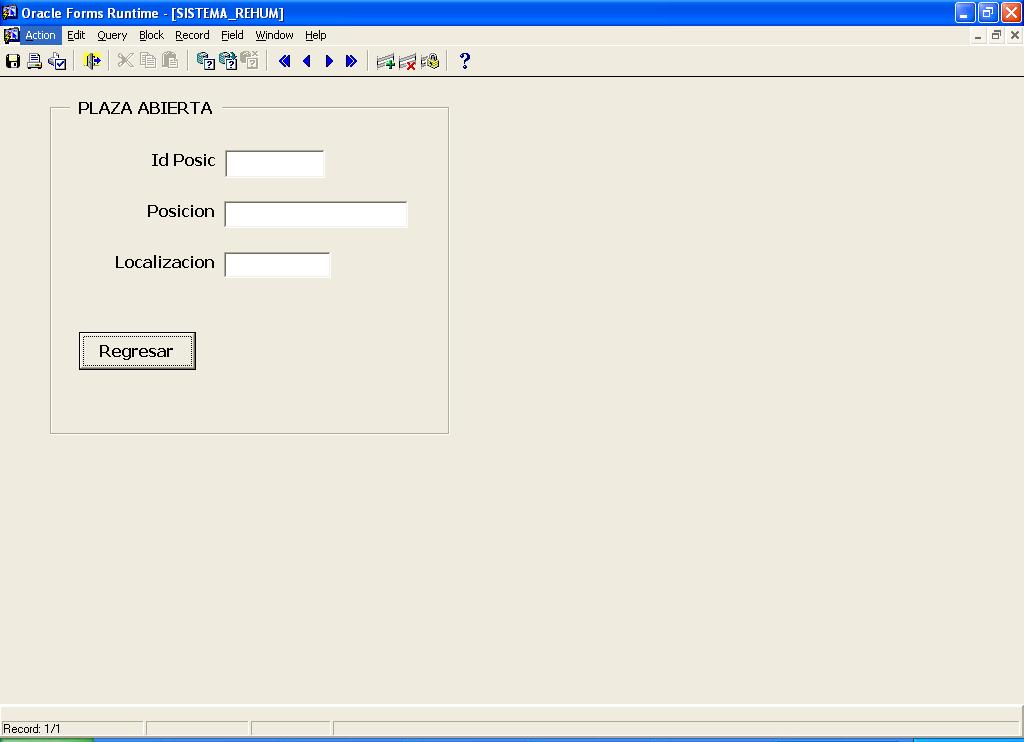 Oracle Forms Runtime - [SISTEMA_REHUM]
Action Edit Query Block Record Field Window Help
PLAZA ABIERTA
Id Posic
Posicion
Localizacion
Regresar
Record: 1/1